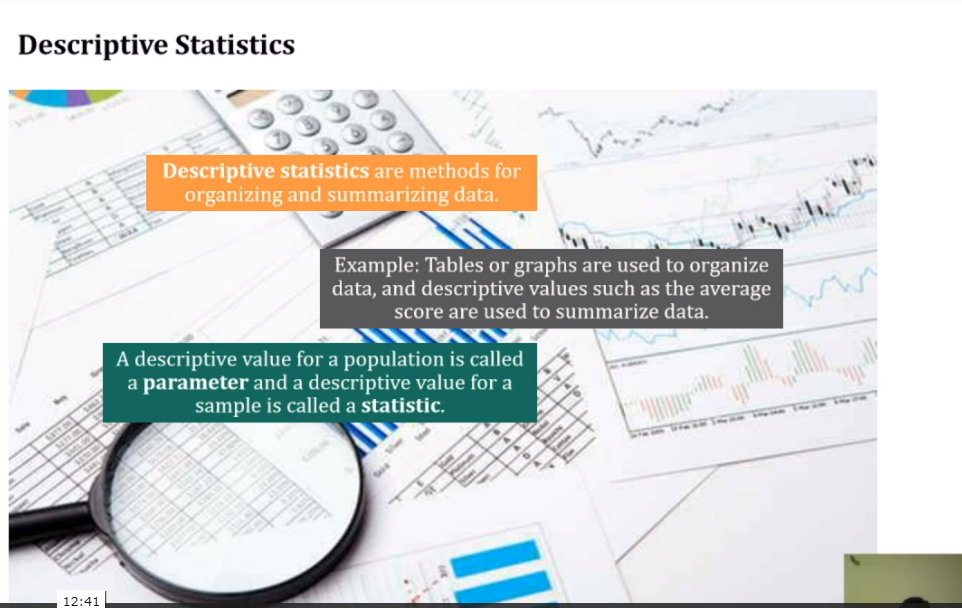 Descriptive Statistics
Descriptive statistics are methods for
organizing and summarizing data.
Example: Tables or graphs are used to organize
data, and descriptive values such as the average
score are used to summarize data.
A descriptive value for a population is called
a parameter and a descriptive value for a
sample is called a statistic.
12:41